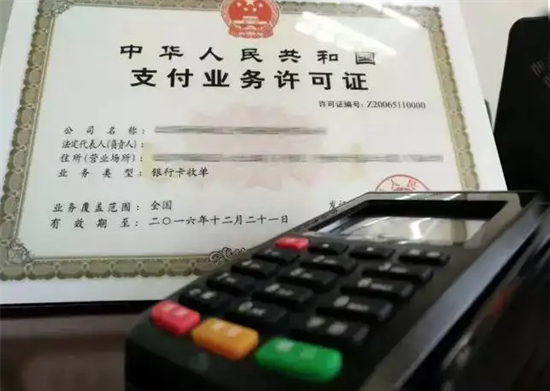 中华人民共和国
支付业务许可证
许可证编号: Z20065110000
公司名称:
法定代表人(负责人):
住所(营业场所):
业务类型: 银行卡收单
业务覆盖范围: 全国
有效期至: 二〇一六年十二月二十一日